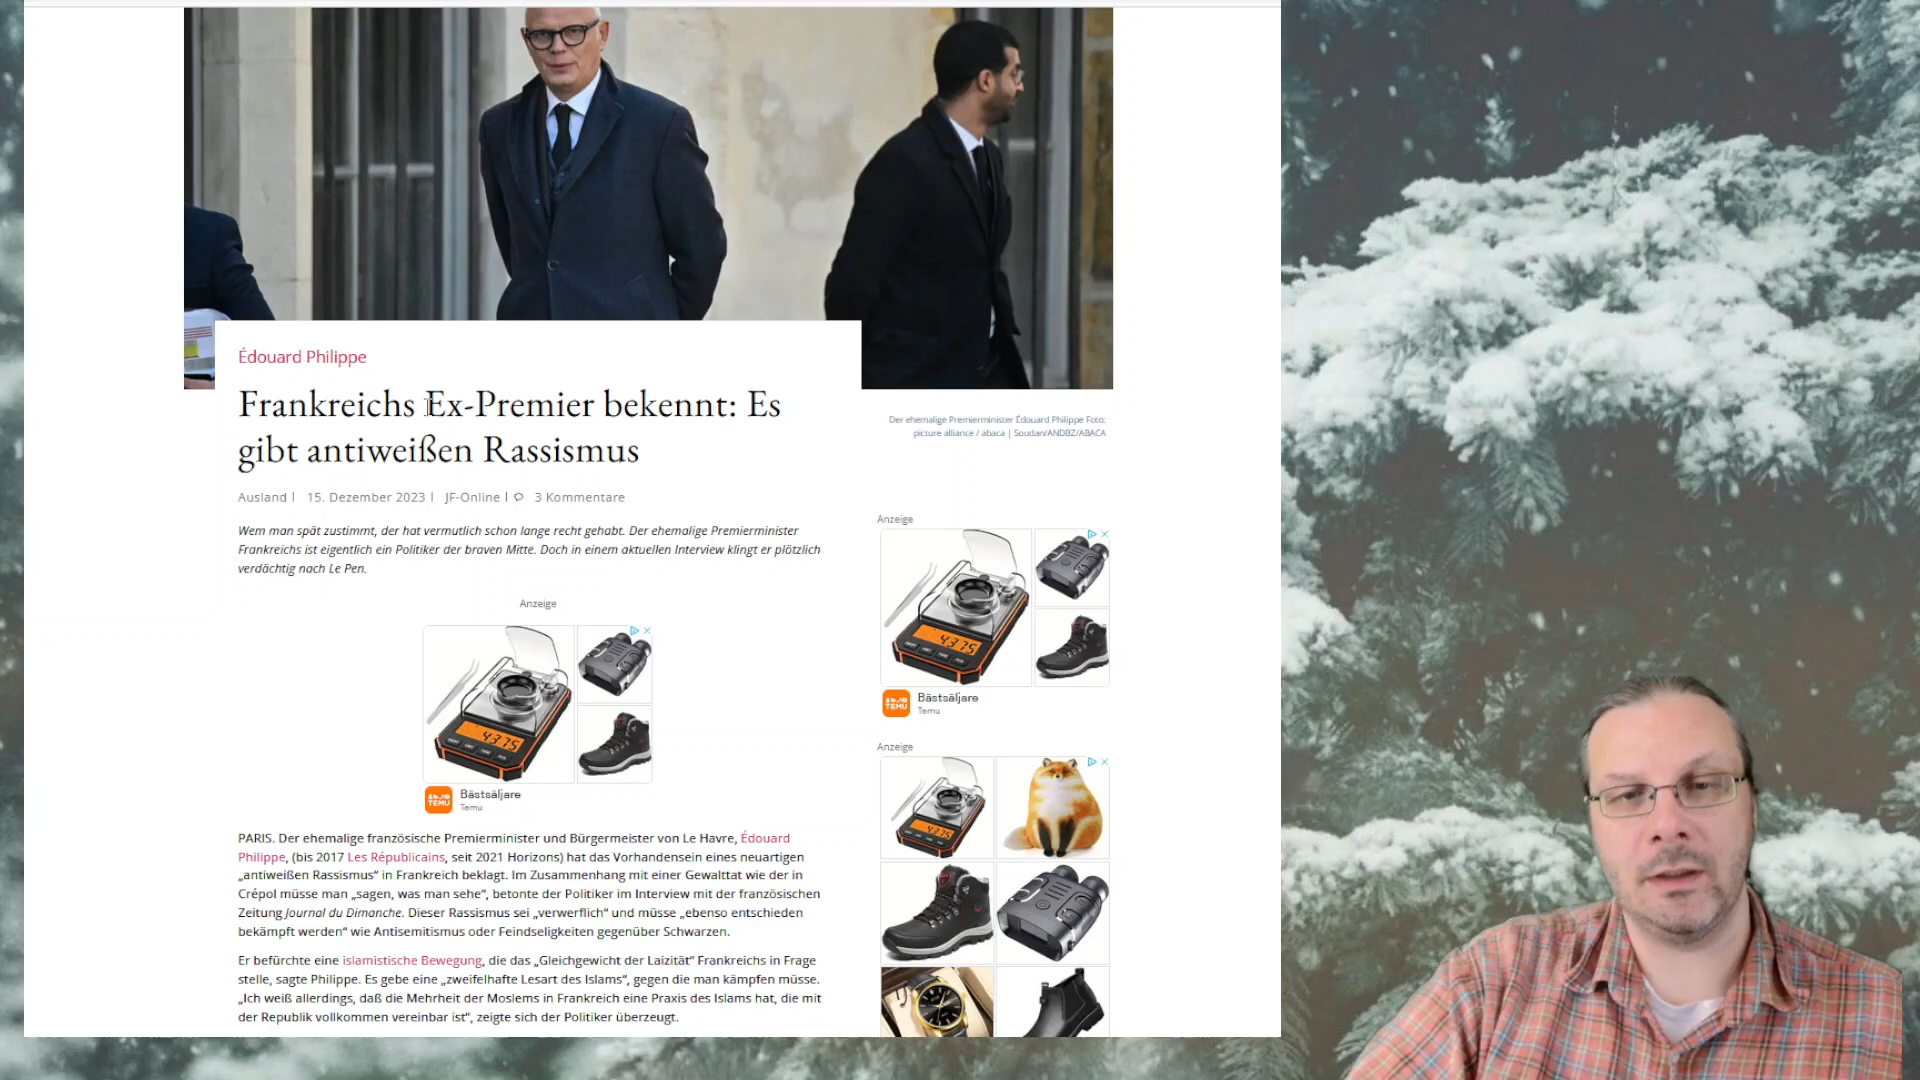 Édouard Philippe
Frankreichs Ex-Premier bekennt: Es
gibt antiweißen Rassismus
Ausland | 15. Dezember 2023 | JF-Online | 3 Kommentare
Wem man spät zustimmt, der hat vermutlich schon lange recht gehabt. Der ehemalige Premierminister
Frankreichs ist eigentlich ein Politiker der braven Mitte. Doch in einem aktuellen Interview klingt er plötzlich
verdächtig nach Le Pen.
Anzeige
4.375
TEMU
Bästsäljare
Temu
PARIS. Der ehemalige französische Premierminister und Bürgermeister von Le Havre, Édouard
Philippe, (bis 2017 Les Républicains, seit 2021 Horizons) hat das Vorhandensein eines neuartigen
„antiweißen Rassismus“ in Frankreich beklagt. Im Zusammenhang mit einer Gewalttat wie der in
Crépol müsse man „sagen, was man sehe“, betonte der Politiker im Interview mit der französischen
Zeitung Journal du Dimanche. Dieser Rassismus sei „verwerflich“ und müsse „ebenso entschieden
bekämpft werden“ wie Antisemitismus oder Feindseligkeiten gegenüber Schwarzen.
Er befürchte eine islamistische Bewegung, die das „Gleichgewicht der Laizität“ Frankreichs in Frage
stelle, sagte Philippe. Es gebe eine „zweifelhafte Lesart des Islams“, gegen die man kämpfen müsse.
„Ich weiß allerdings, daß die Mehrheit der Moslems in Frankreich eine Praxis des Islams hat, die mit
der Republik vollkommen vereinbar ist“, zeigte sich der Politiker überzeugt.
Der ehemalige Premierminister Édouard Philippe Foto:
picture alliance / abaca | Soudan/ANDBZ/ABACA
Anzeige
4.375
TEMU
Bästsäljare
Temu
Anzeige
4.375